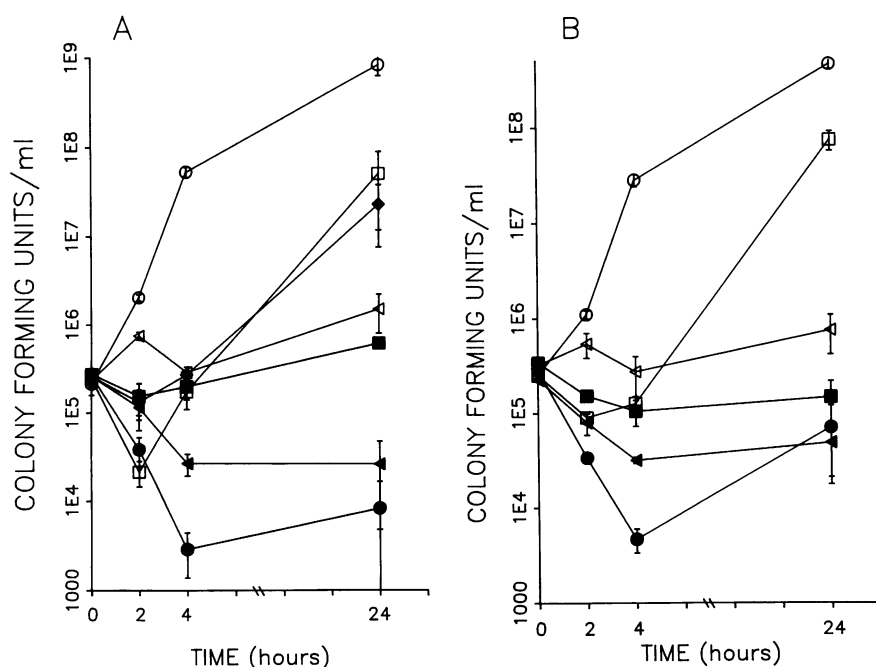 A
B
COLONY FORMING UNITS/ml
1E9
1E8
1E7
1E6
1E5
1E4
1000
0 2 4 24
TIME (hours)
COLONY FORMING UNITS/ml
1E8
1E7
1E6
1E5
1E4
1000
0 2 4 24
TIME (hours)